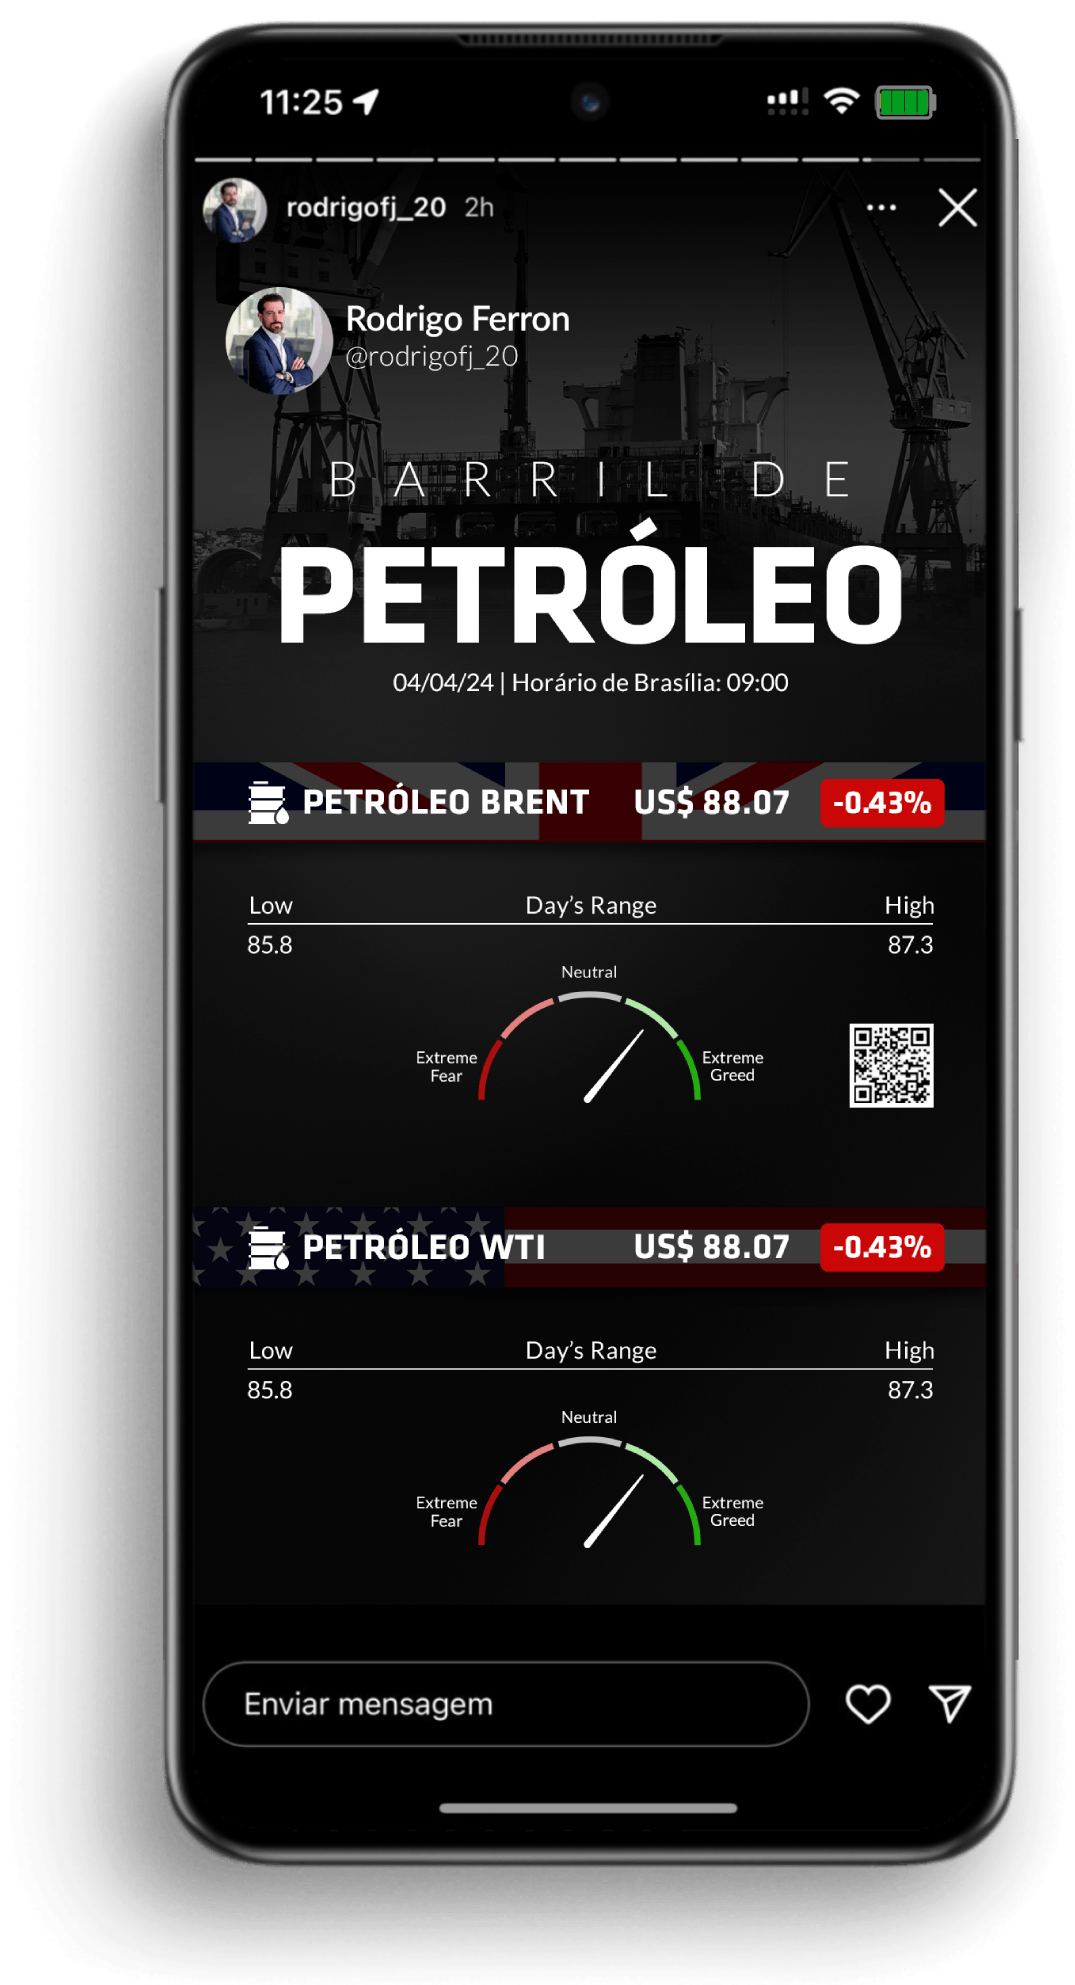 11:25
rodrigofj_20 2h
Rodrigo Ferron
@rodrigofj_20
BARRIL DE
PETRÓLEO
04/04/24 | Horário de Brasília: 09:00
PETRÓLEO BRENT US$ 88.07 -0.43%
Low Day’s Range High
85.8 87.3
Neutral
Extreme Fear
Extreme Greed
PETRÓLEO WTI US$ 88.07 -0.43%
Low Day’s Range High
85.8 87.3
Neutral
Extreme Fear
Extreme Greed
Enviar mensagem